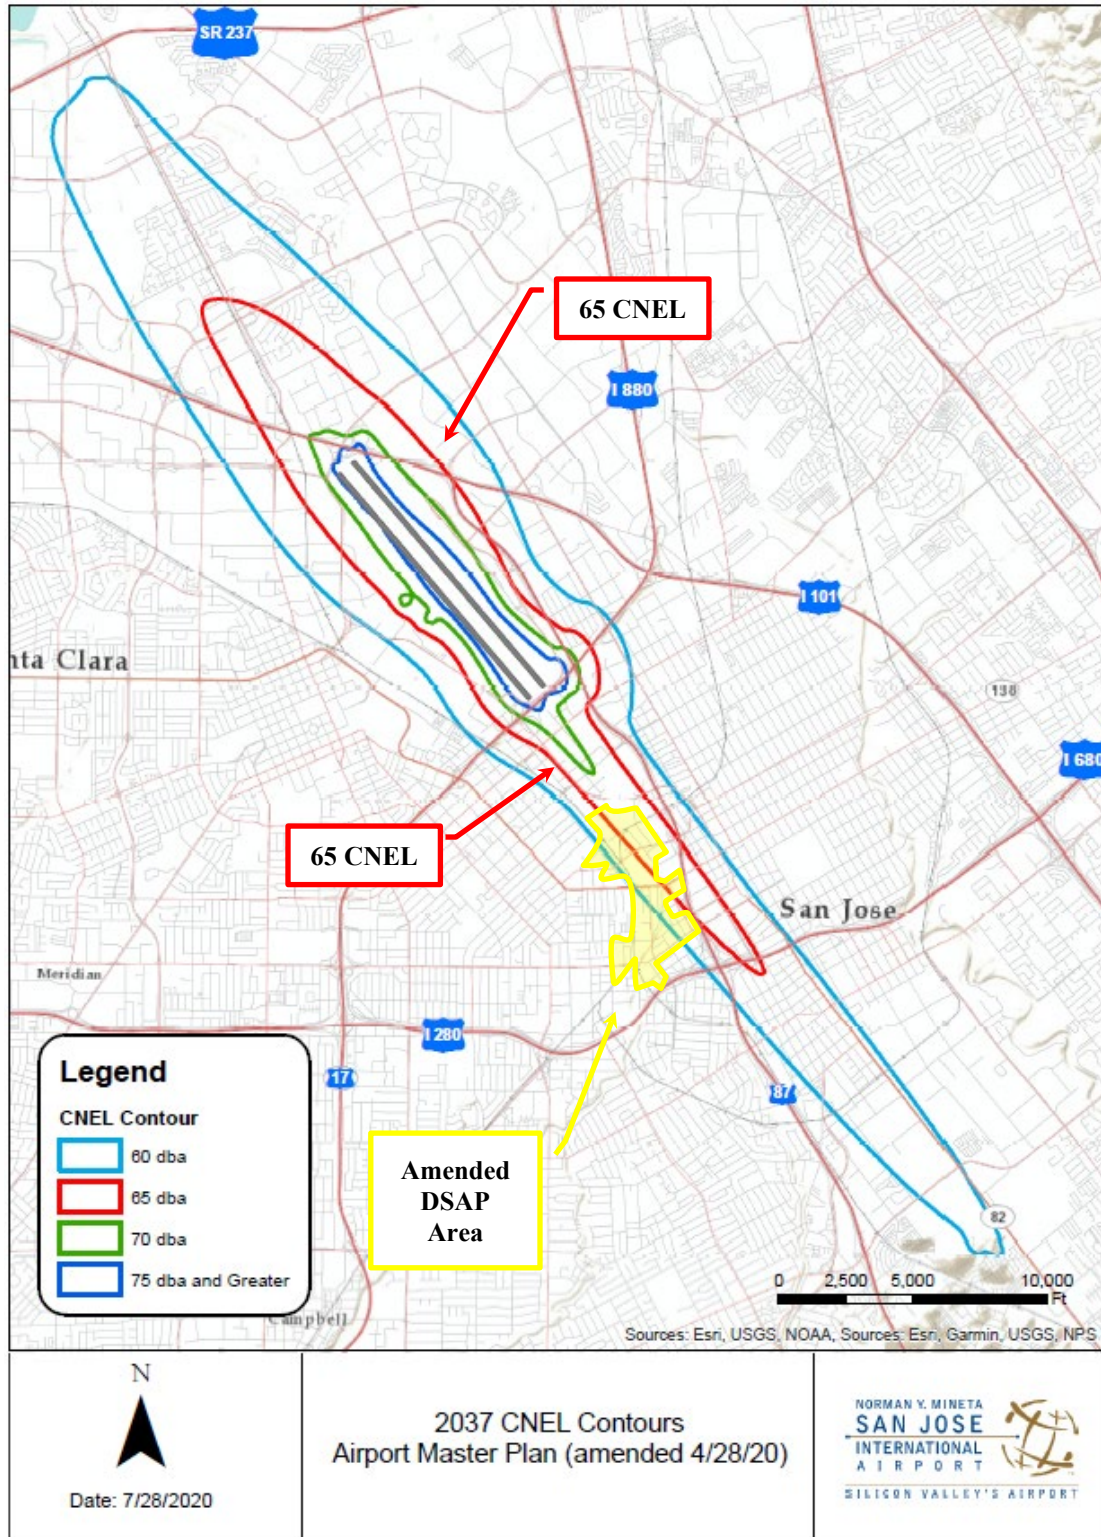 SR 237
65 CNEL
I 880
I 101
nta Clara
138
I 680
65 CNEL
San Jose
Meridian
I 280
17
87
Legend
CNEL Contour
60 dba
65 dba
70 dba
75 dba and Greater
Amended
DSAP
Area
82
0 2,500 5,000 10,000
Ft
Campbell
Sources: Esri, USGS, NOAA, Sources: Esri, Garmin, USGS, NPS
N
Date: 7/28/2020
2037 CNEL Contours
Airport Master Plan (amended 4/28/20)
NORMAN Y. MINETA
SAN JOSE
INTERNATIONAL
AIRPORT
SILICON VALLEY'S AIRPORT